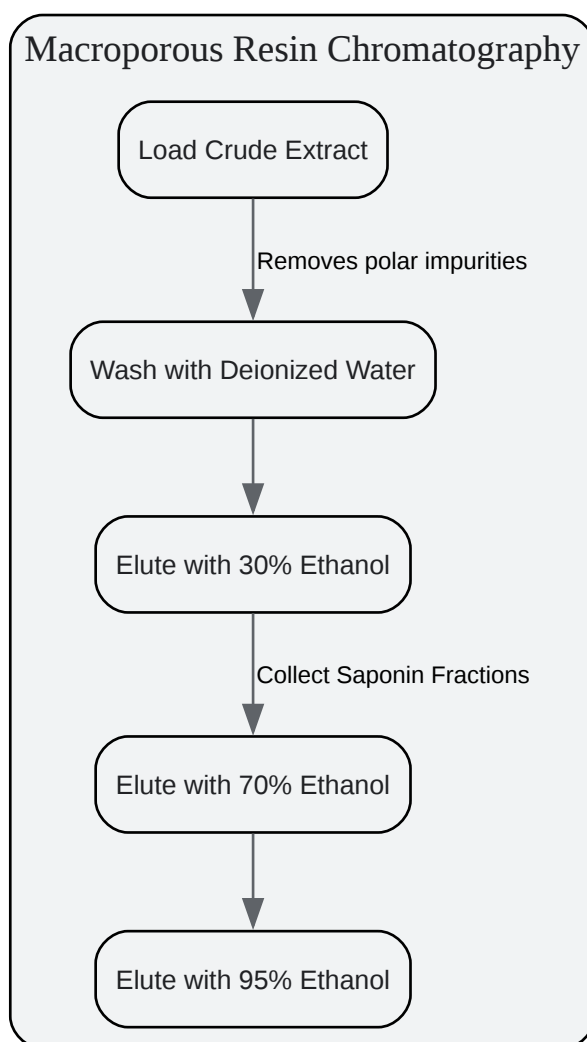 Macroporous Resin Chromatography
Load Crude Extract
Removes polar impurities
Wash with Deionized Water
Elute with 30% Ethanol
Collect Saponin Fractions
Elute with 70% Ethanol
Elute with 95% Ethanol